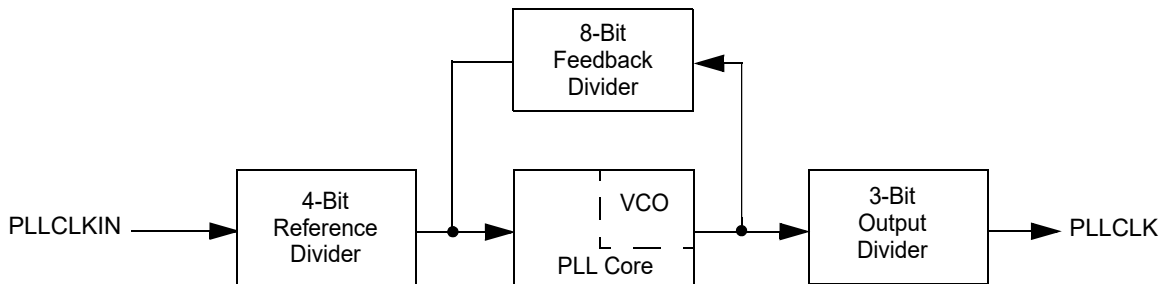 8-Bit
Feedback
Divider
PLLCLKIN
4-Bit
Reference
Divider
VCO
PLL Core
3-Bit
Output
Divider
PLLCLK